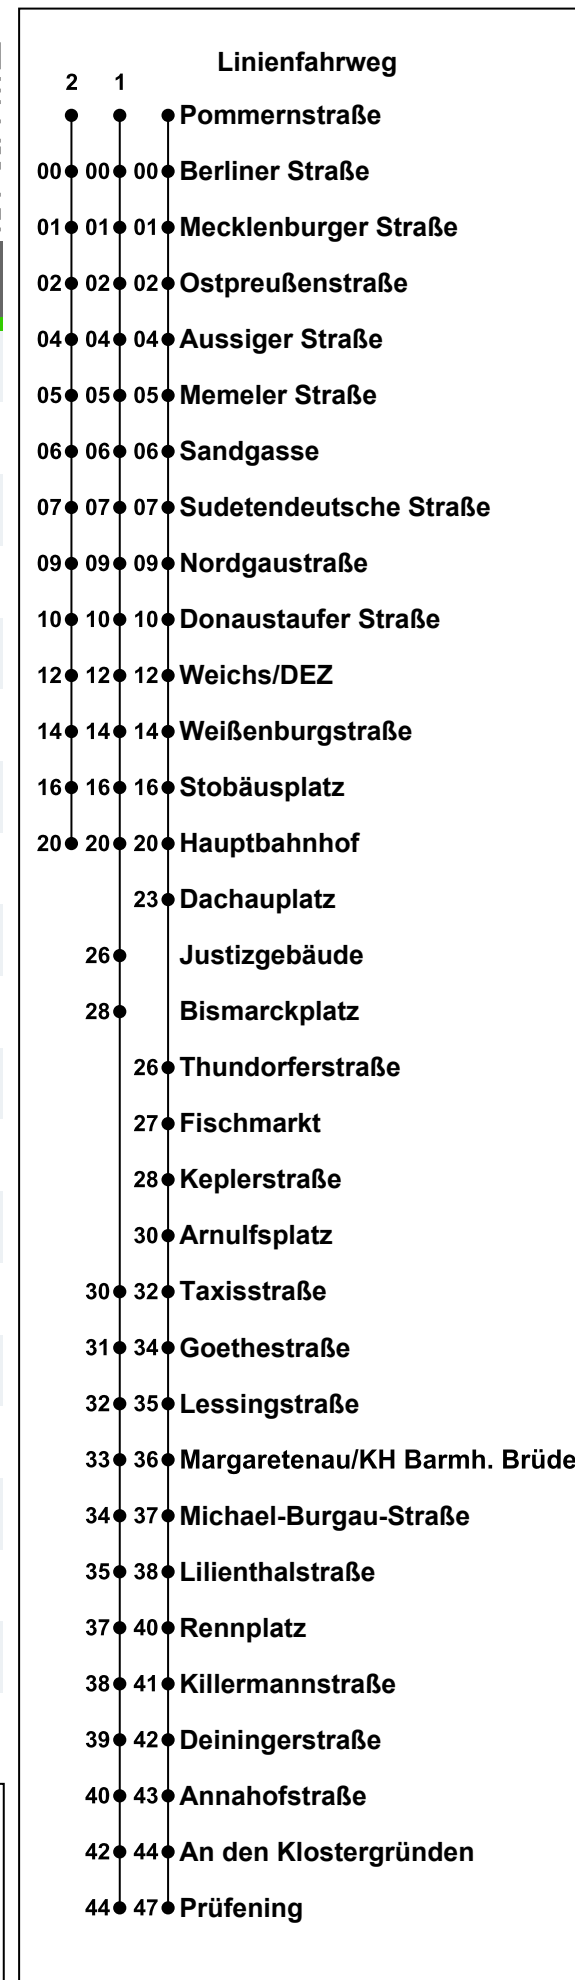 Linienfahrweg
2 1
Pommernstraße
00 00 00 Berliner Straße
01 01 01 Mecklenburger Straße
02 02 02 Ostpreußenstraße
04 04 04 Aussiger Straße
05 05 05 Memeler Straße
06 06 06 Sandgasse
07 07 07 Sudetendeutsche Straße
09 09 09 Nordgaustraße
10 10 10 Donaustaufer Straße
12 12 12 Weichs/DEZ
14 14 14 Weißenburgstraße
16 16 16 Stobäusplatz
20 20 20 Hauptbahnhof
23 Dachauplatz
26 Justizgebäude
28 Bismarckplatz
26 Thundorferstraße
27 Fischmarkt
28 Keplerstraße
30 Arnulfsplatz
30 32 Taxisstraße
31 34 Goethestraße
32 35 Lessingstraße
33 36 Margaretenau/KH Barmh. Brüde
34 37 Michael-Burgau-Straße
35 38 Lilienthalstraße
37 40 Rennplatz
38 41 Killermannstraße
39 42 Deiningerstraße
40 43 Annahofstraße
42 44 An den Klostergründen
44 47 Prüfening